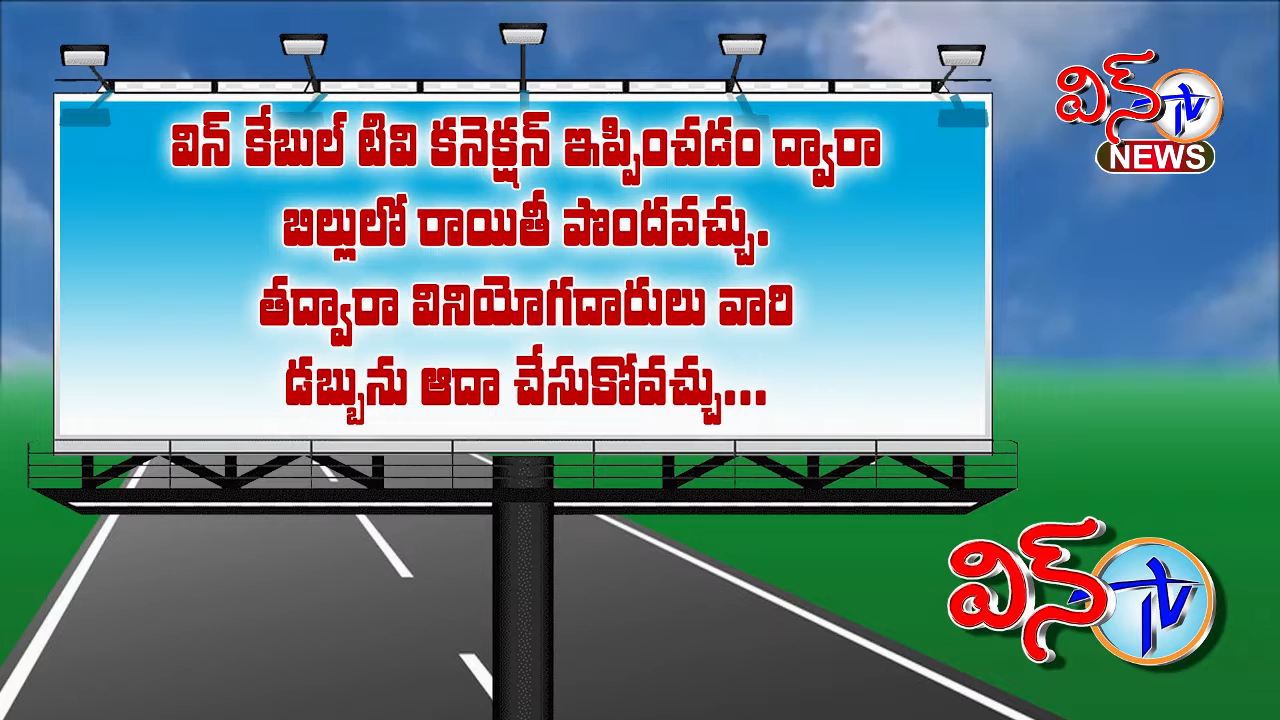 విన్ కేబుల్ టివి కనెక్షన్ ఇప్పించడం ద్వారా
బిల్లులో రాయితీ పొందవచ్చు.
తద్వారా వినియోగదారులు వారి
డబ్బును ఆదా చేసుకోవచ్చు...
విన్ TV
NEWS
విన్ TV